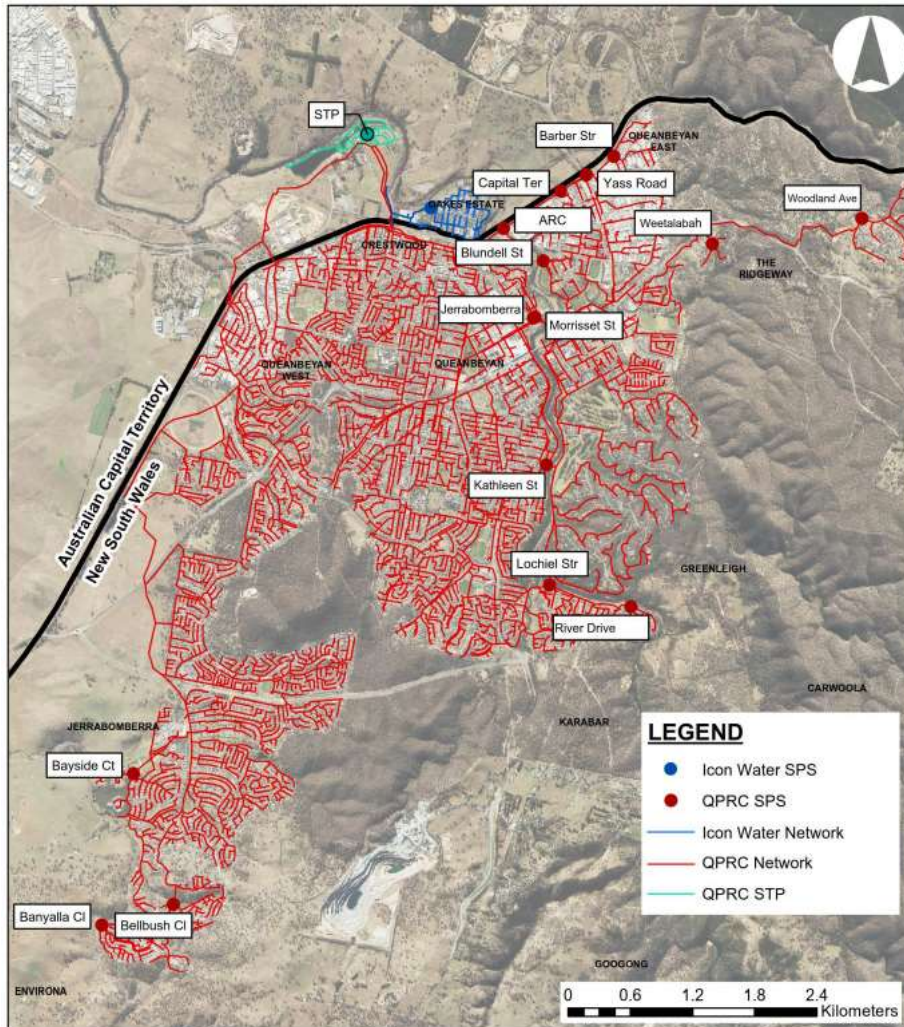 STP
Barber Str
QUEANBEYAN
EAST
Capital Ter
Yass Road
OAKES ESTATE
Woodland Ave
ARC
Weetalabah
CRESTWOOD
Blundell St
THE
RIDGEWAY
Jerrabomberra
Morrisset St
QUEANBEYAN
WEST
QUEANBEYAN
Australian Capital Territory
New South Wales
Kathleen St
Lochiel Str
GREENLEIGH
River Drive
CARWOOLA
JERRABOMBERRA
KARABAR
Bayside Ct
LEGEND
Icon Water SPS
QPRC SPS
Icon Water Network
QPRC Network
QPRC STP
Banyalla Cl
Bellbush Cl
GOOGONG
ENVIRONA
0 0.6 1.2 1.8 2.4
Kilometers